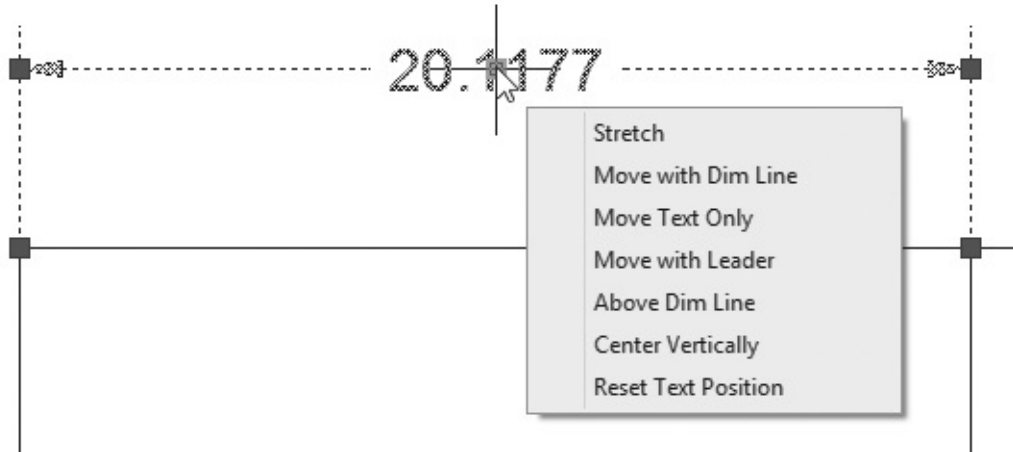 20.1177
Stretch
Move with Dim Line
Move Text Only
Move with Leader
Above Dim Line
Center Vertically
Reset Text Position